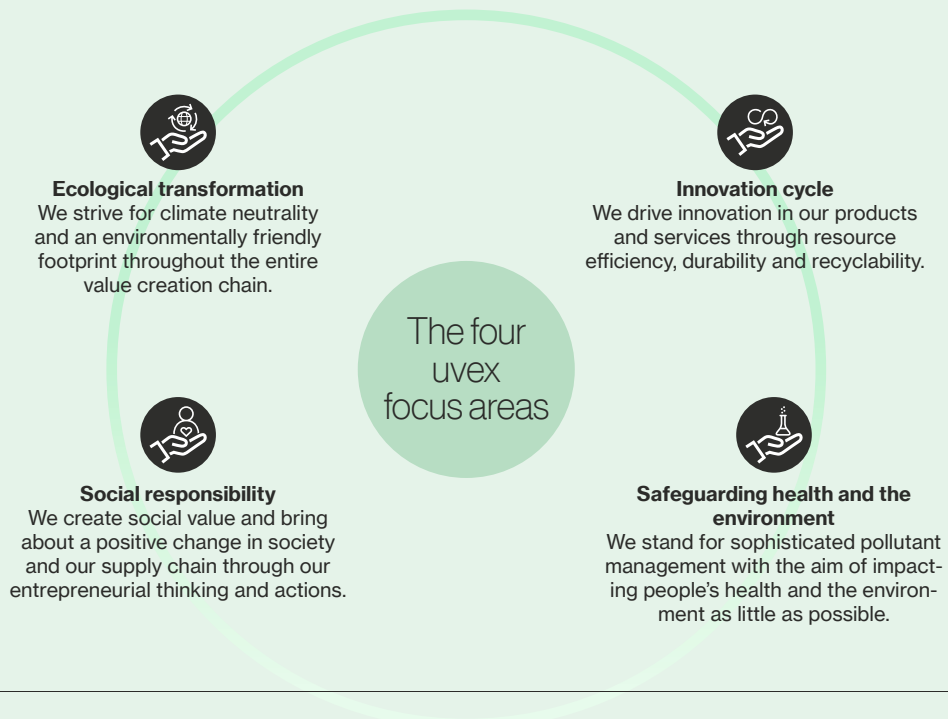 Ecological transformation
We strive for climate neutrality
and an environmentally friendly
footprint throughout the entire
value creation chain.
Innovation cycle
We drive innovation in our products
and services through resource
efficiency, durability and recyclability.
The four
uvex
focus areas
Social responsibility
We create social value and bring
about a positive change in society
and our supply chain through our
entrepreneurial thinking and actions.
Safeguarding health and the
environment
We stand for sophisticated pollutant
management with the aim of impact-
ing people’s health and the environ-
ment as little as possible.